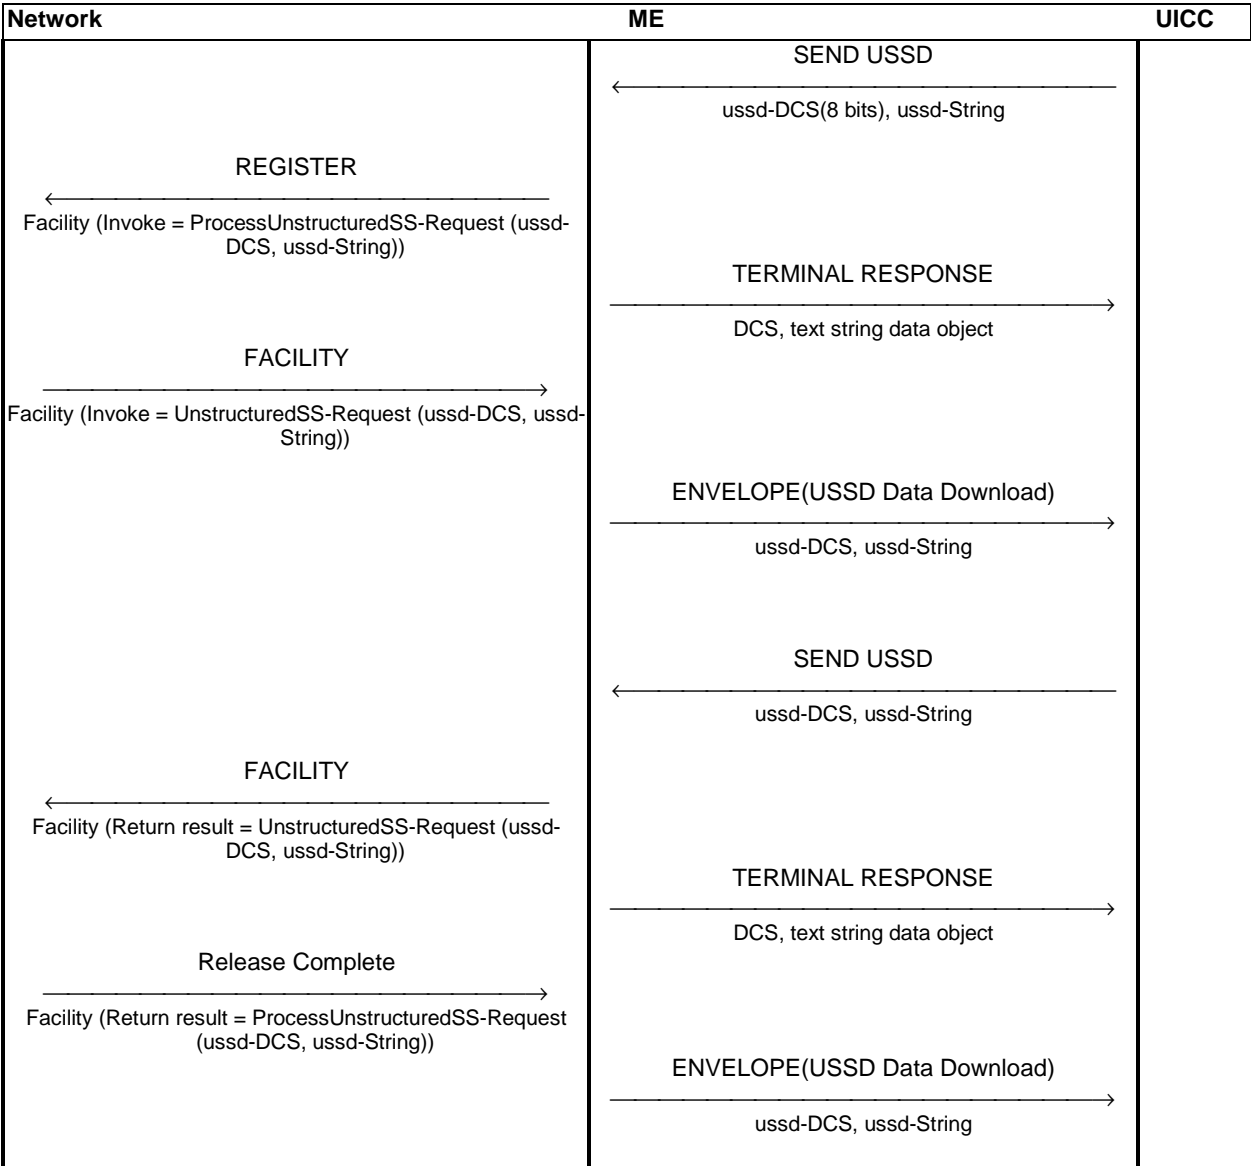 Network ME UICC
SEND USSD
ussd-DCS(8 bits), ussd-String
REGISTER
Facility (Invoke = ProcessUnstructuredSS-Request (ussd-
DCS, ussd-String))
TERMINAL RESPONSE
DCS, text string data object
FACILITY
Facility (Invoke = UnstructuredSS-Request (ussd-DCS, ussd-
String))
ENVELOPE(USSD Data Download)
ussd-DCS, ussd-String
SEND USSD
ussd-DCS, ussd-String
FACILITY
Facility (Return result = UnstructuredSS-Request (ussd-
DCS, ussd-String))
TERMINAL RESPONSE
DCS, text string data object
Release Complete
Facility (Return result = ProcessUnstructuredSS-Request
(ussd-DCS, ussd-String))
ENVELOPE(USSD Data Download)
ussd-DCS, ussd-String